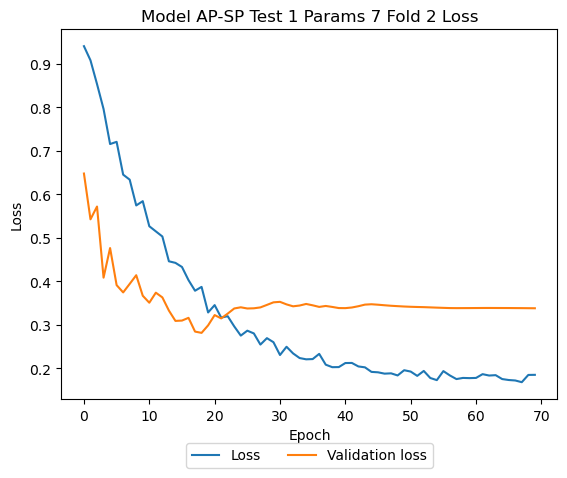 Model AP-SP Test 1 Params 7 Fold 2 Loss
0.9
0.8
0.7
0.6
0.5
0.4
0.3
0.2
Loss
0 10 20 30 40 50 60 70
Epoch
Loss Validation loss